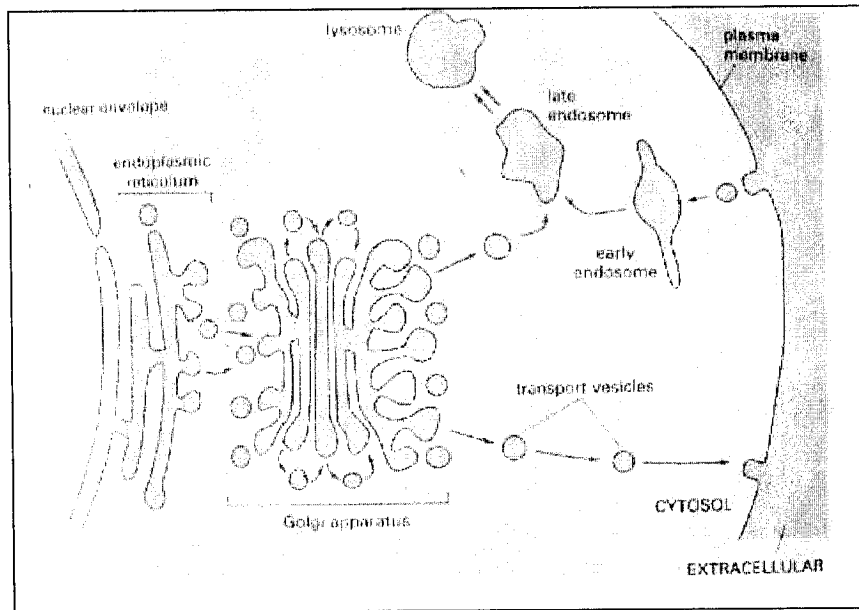 lysosome
plasma
membrane
nuclear envelope
late
endosome
endoplasmic
reticulum
early
endosome
transport vesicles
CYTOSOL
Golgi apparatus
EXTRACELLULAR